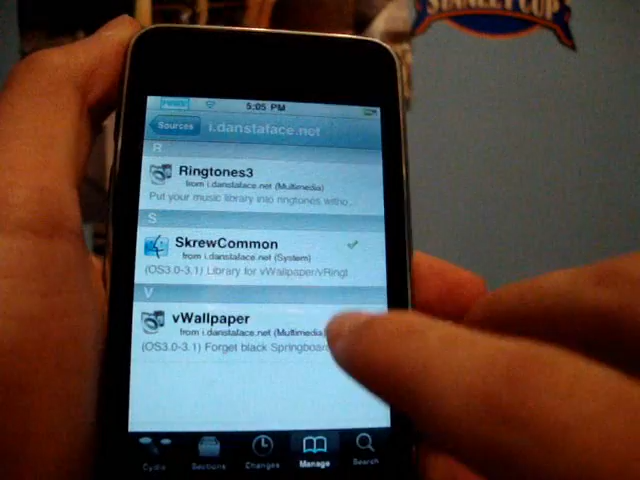 STANLEY CUP
5:05 PM
Sources
i.danstaface.net
R
Ringtones3
from i.danstaface.net (Multimedia)
Put your music library into ringtones witho...
S
SkrewCommon
from i.danstaface.net (System)
(OS3.0-3.1) Library for vWallpaper/vRingt
V
vWallpaper
from i.danstaface.net (Multimedia)
(OS3.0-3.1) Forget black Springboar
Cydia Sections Changes Manage Search